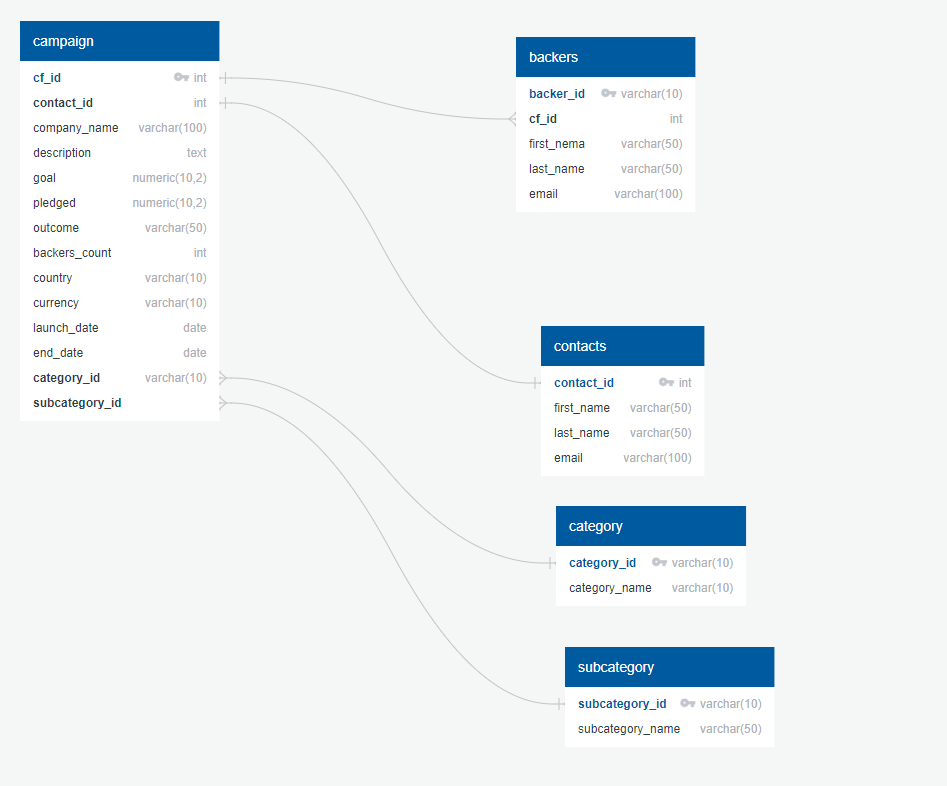 campaign
cf_id int
contact_id int
company_name varchar(100)
description text
goal numeric(10,2)
pledged numeric(10,2)
outcome varchar(50)
backers_count int
country varchar(10)
currency varchar(10)
launch_date date
end_date date
category_id varchar(10)
subcategory_id
backers
backer_id varchar(10)
cf_id int
first_nema varchar(50)
last_name varchar(50)
email varchar(100)
contacts
contact_id int
first_name varchar(50)
last_name varchar(50)
email varchar(100)
category
category_id varchar(10)
category_name varchar(10)
subcategory
subcategory_id varchar(10)
subcategory_name varchar(50)